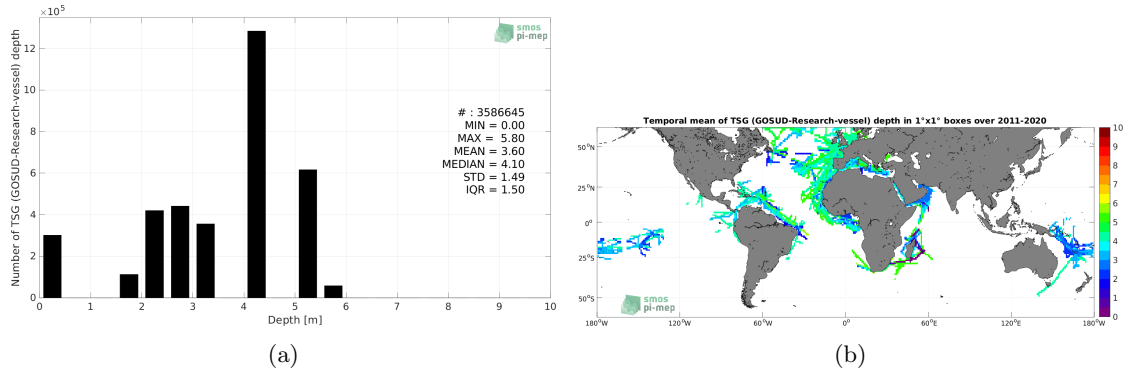 ×10⁵
12
10
8
6
4
2
0
0 1 2 3 4 5 6 7 8 9 10
Number of TSG (GOSUD-Research-vessel) depth
Depth [m]
smos
pi-mep
# : 3586645
MIN = 0.00
MAX = 5.80
MEAN = 3.60
MEDIAN = 4.10
STD = 1.49
IQR = 1.50
(a)
Temporal mean of TSG (GOSUD-Research-vessel) depth in 1°x1° boxes over 2011-2020
50°N
25°N
0°
25°S
50°S
180°W 120°W 60°W 0° 60°E 120°E 180°W
smos
pi-mep
10
9
8
7
6
5
4
3
2
1
0
(b)